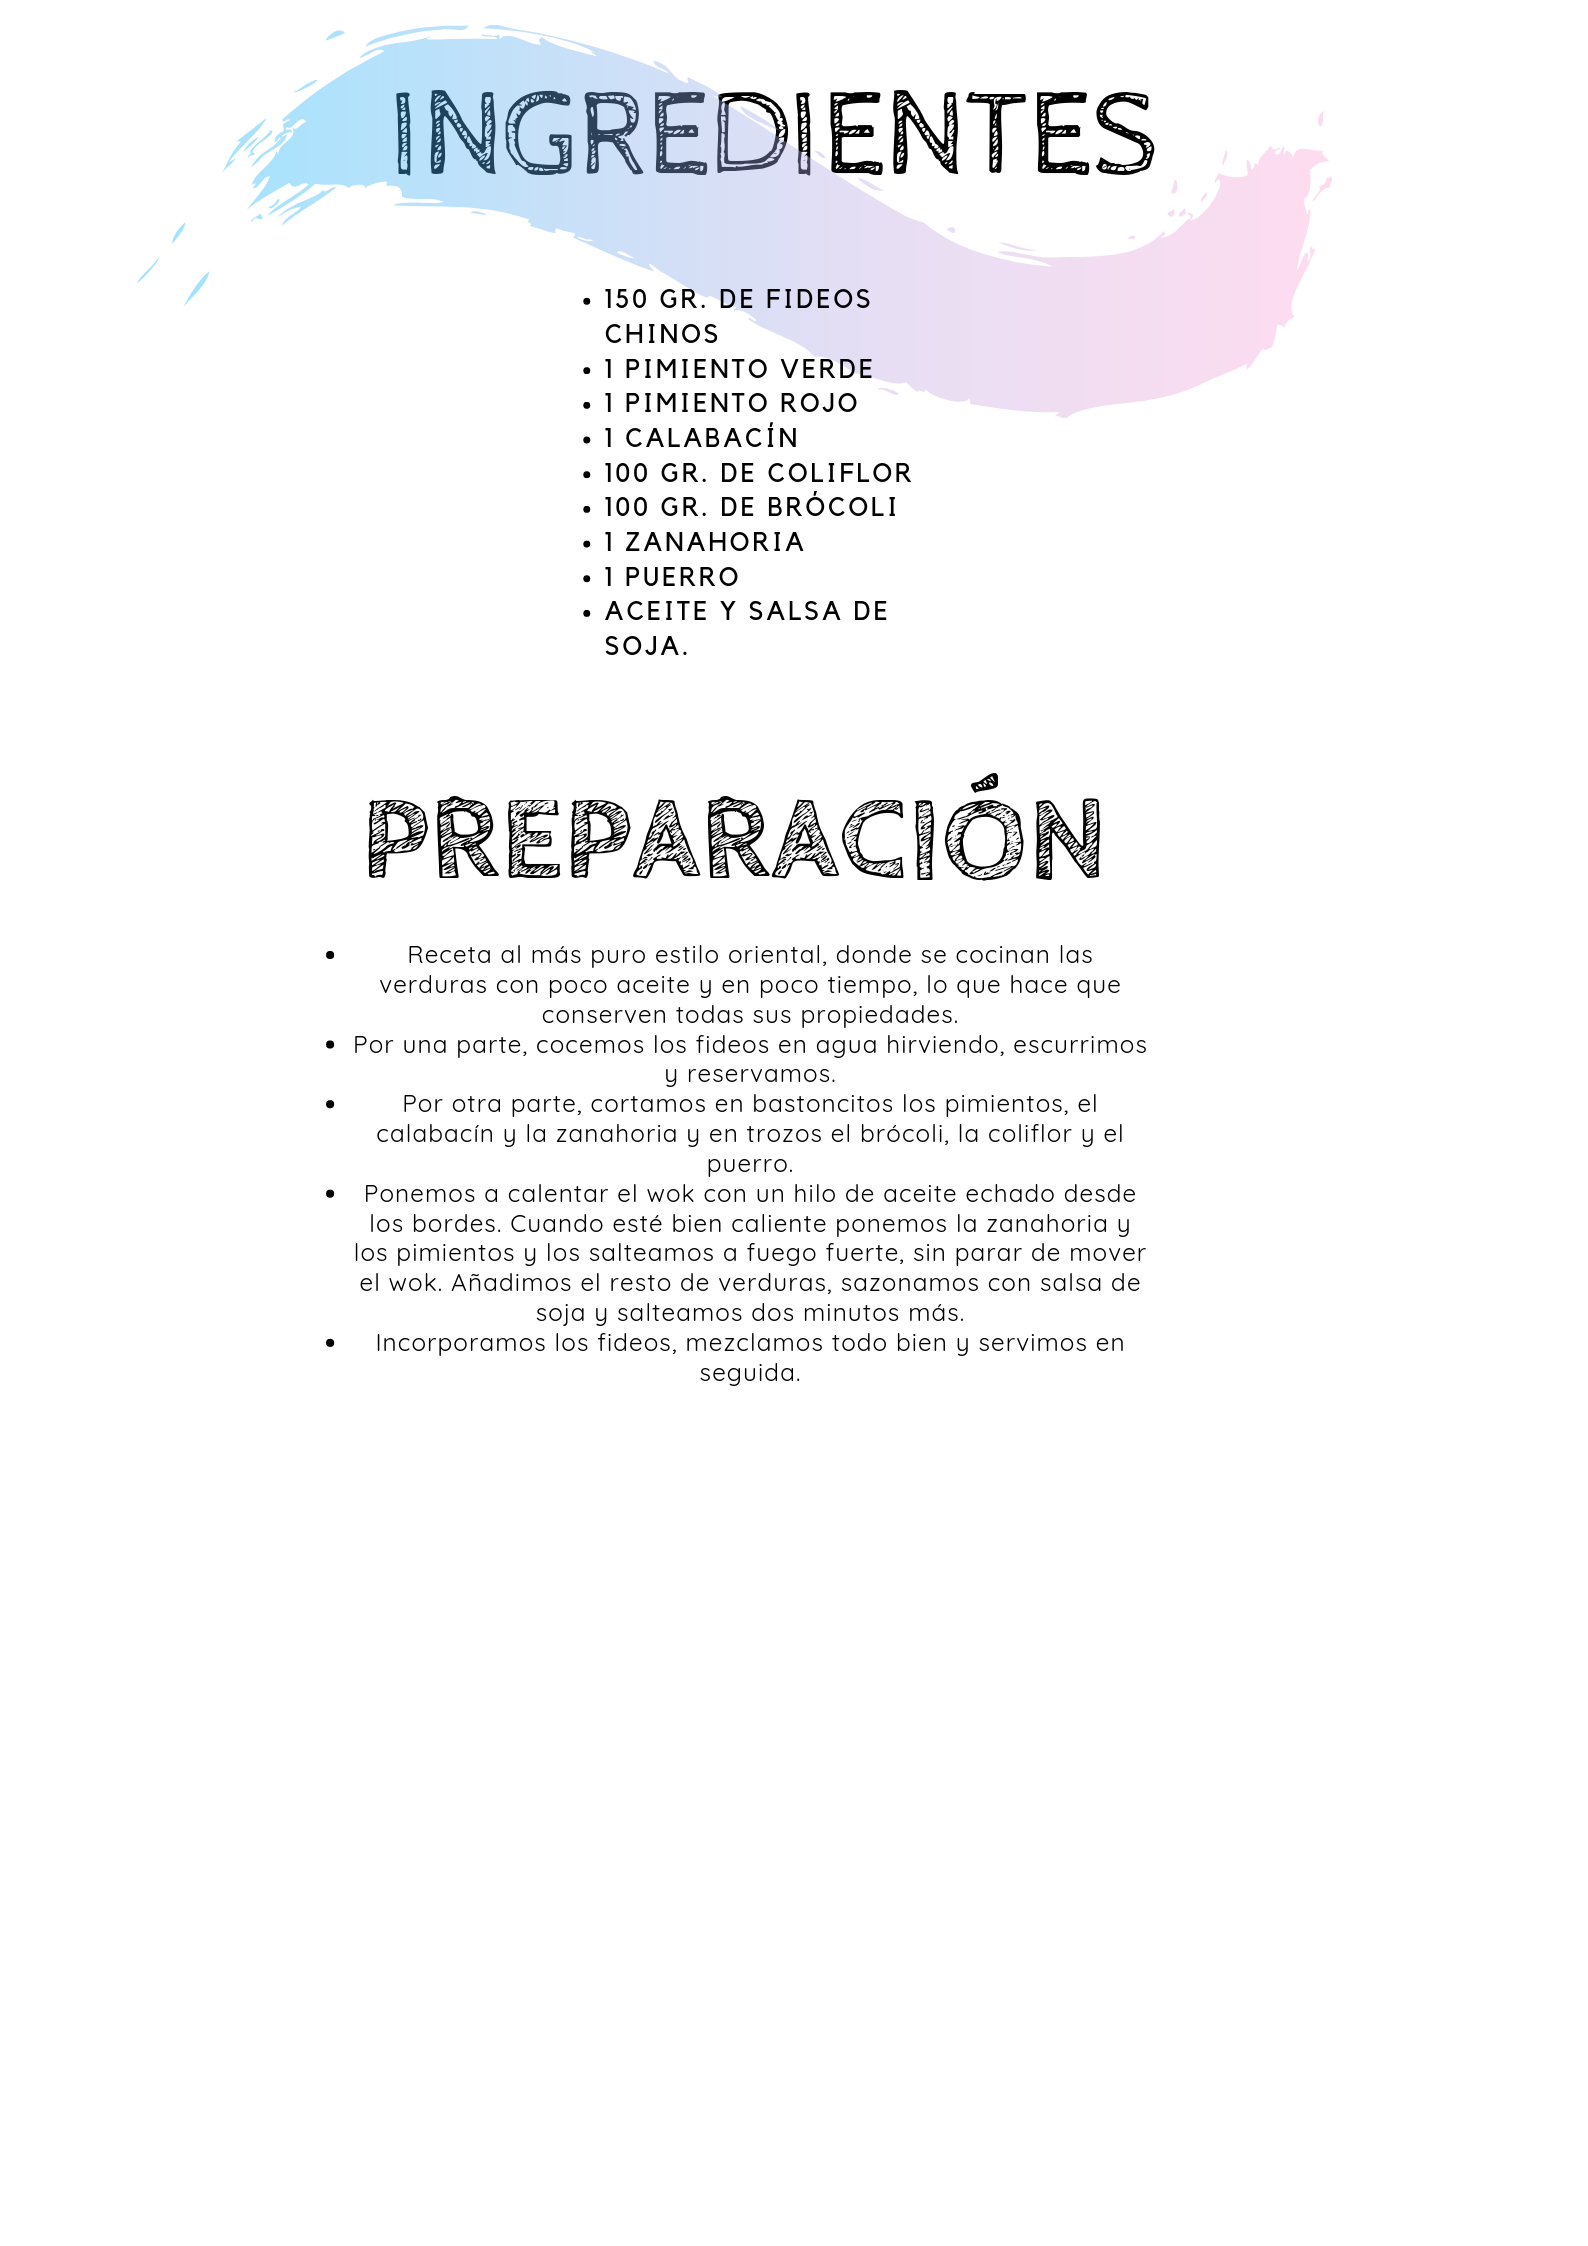 INGREDIENTES
• 150 GR. DE FIDEOS
CHINOS
• 1 PIMIENTO VERDE
• 1 PIMIENTO ROJO
• 1 CALABACÍN
• 100 GR. DE COLIFLOR
• 100 GR. DE BRÓCOLI
• 1 ZANAHORIA
• 1 PUERRO
• ACEITE Y SALSA DE
SOJA.
PREPARACIÓN
• Receta al más puro estilo oriental, donde se cocinan las
verduras con poco aceite y en poco tiempo, lo que hace que
conserven todas sus propiedades.
• Por una parte, cocemos los fideos en agua hirviendo, escurrimos
y reservamos.
• Por otra parte, cortamos en bastoncitos los pimientos, el
calabacín y la zanahoria y en trozos el brócoli, la coliflor y el
puerro.
• Ponemos a calentar el wok con un hilo de aceite echado desde
los bordes. Cuando esté bien caliente ponemos la zanahoria y
los pimientos y los salteamos a fuego fuerte, sin parar de mover
el wok. Añadimos el resto de verduras, sazonamos con salsa de
soja y salteamos dos minutos más.
• Incorporamos los fideos, mezclamos todo bien y servimos en
seguida.